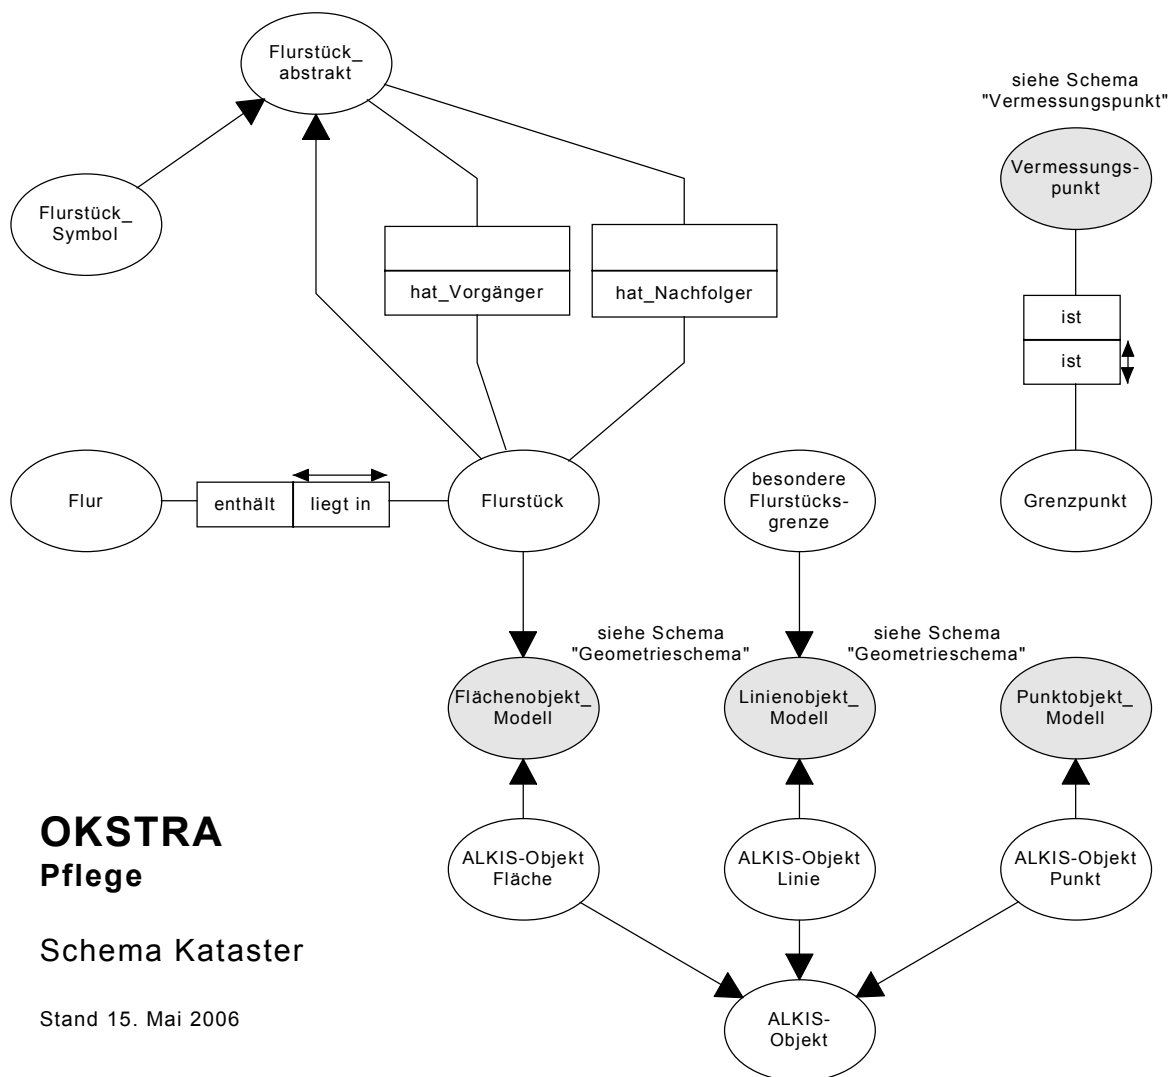 Flurstück_
abstrakt
siehe Schema
"Vermessungspunkt"
Vermessungs-
punkt
Flurstück_
Symbol
hat_Vorgänger
hat_Nachfolger
ist
ist
Flur
enthält
liegt in
Flurstück
besondere
Flurstücks-
grenze
Grenzpunkt
siehe Schema
"Geometrieschema"
siehe Schema
"Geometrieschema"
Flächenobjekt_
Modell
Linienobjekt_
Modell
Punktobjekt_
Modell
OKSTRA
Pflege
ALKIS-Objekt
Fläche
ALKIS-Objekt
Linie
ALKIS-Objekt
Punkt
Schema Kataster
Stand 15. Mai 2006
ALKIS-
Objekt